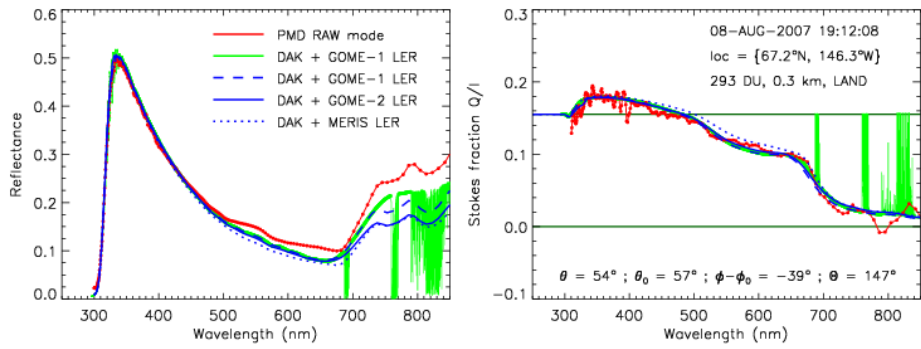 0.6
0.5
0.4
0.3
0.2
0.1
0.0
Reflectance
PMD RAW mode
DAK + GOME−1 LER
DAK + GOME−1 LER
DAK + GOME−2 LER
DAK + MERIS LER
300 400 500 600 700 800
Wavelength (nm)
0.3
0.2
0.1
0.0
−0.1
Stokes fraction Q/I
08−AUG−2007 19:12:08
loc = {67.2°N, 146.3°W}
293 DU, 0.3 km, LAND
θ = 54° ; θ₀ = 57° ; ϕ−ϕ₀ = −39° ; Θ = 147°
300 400 500 600 700 800
Wavelength (nm)